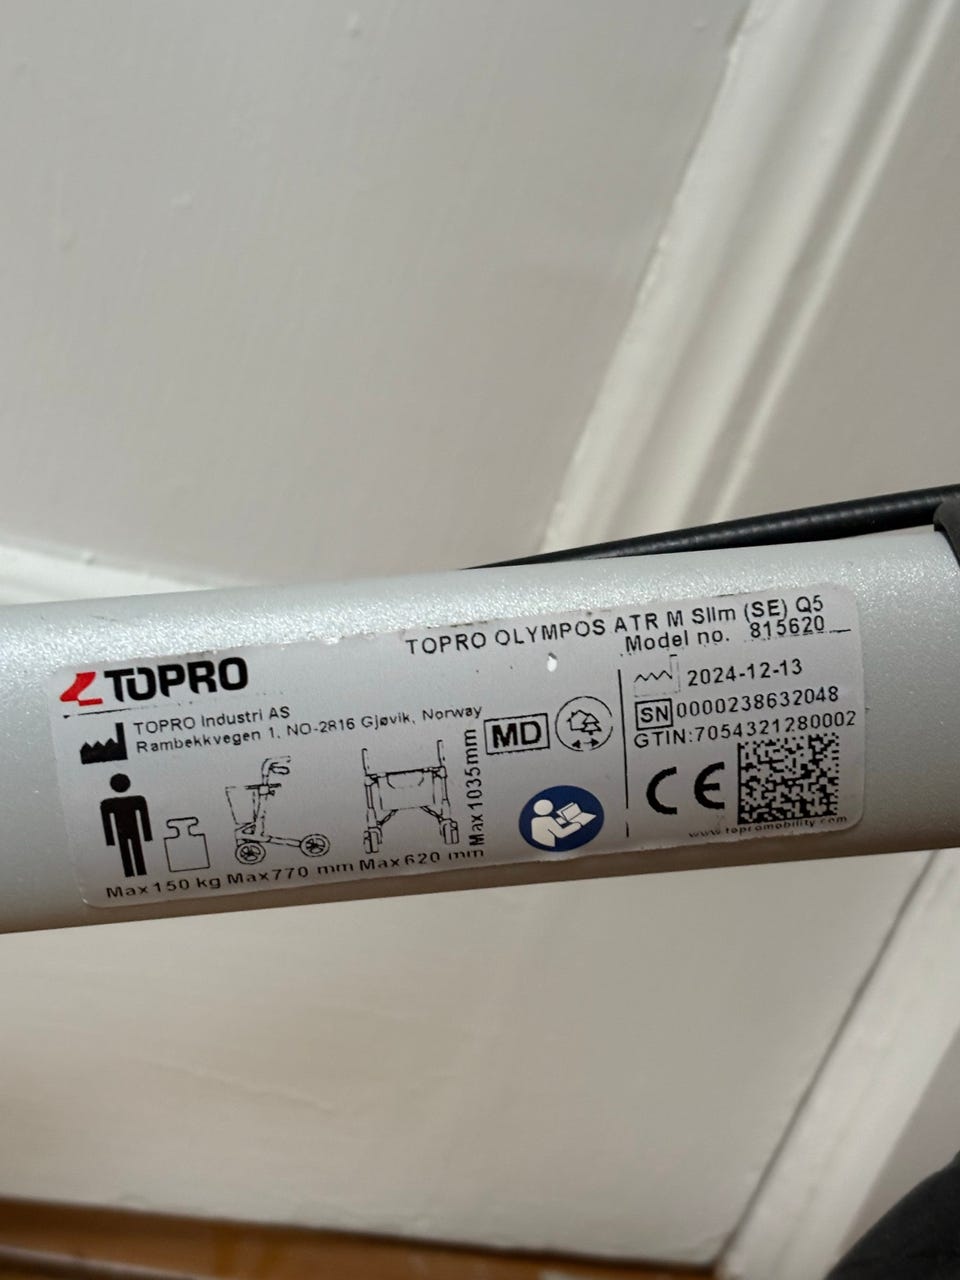 TOPRO OLYMPOS ATR M Slim (SE) Q5
Model no. 815620
TOPRO
TOPRO Industri AS
Rambekkvegen 1, NO-2816 Gjøvik, Norway
MD
2024-12-13
SN 0000238632048
GTIN:7054321280002
CE
www.topromobility.com
Max 150 kg Max 770 mm Max 620 mm
Max 1035mm